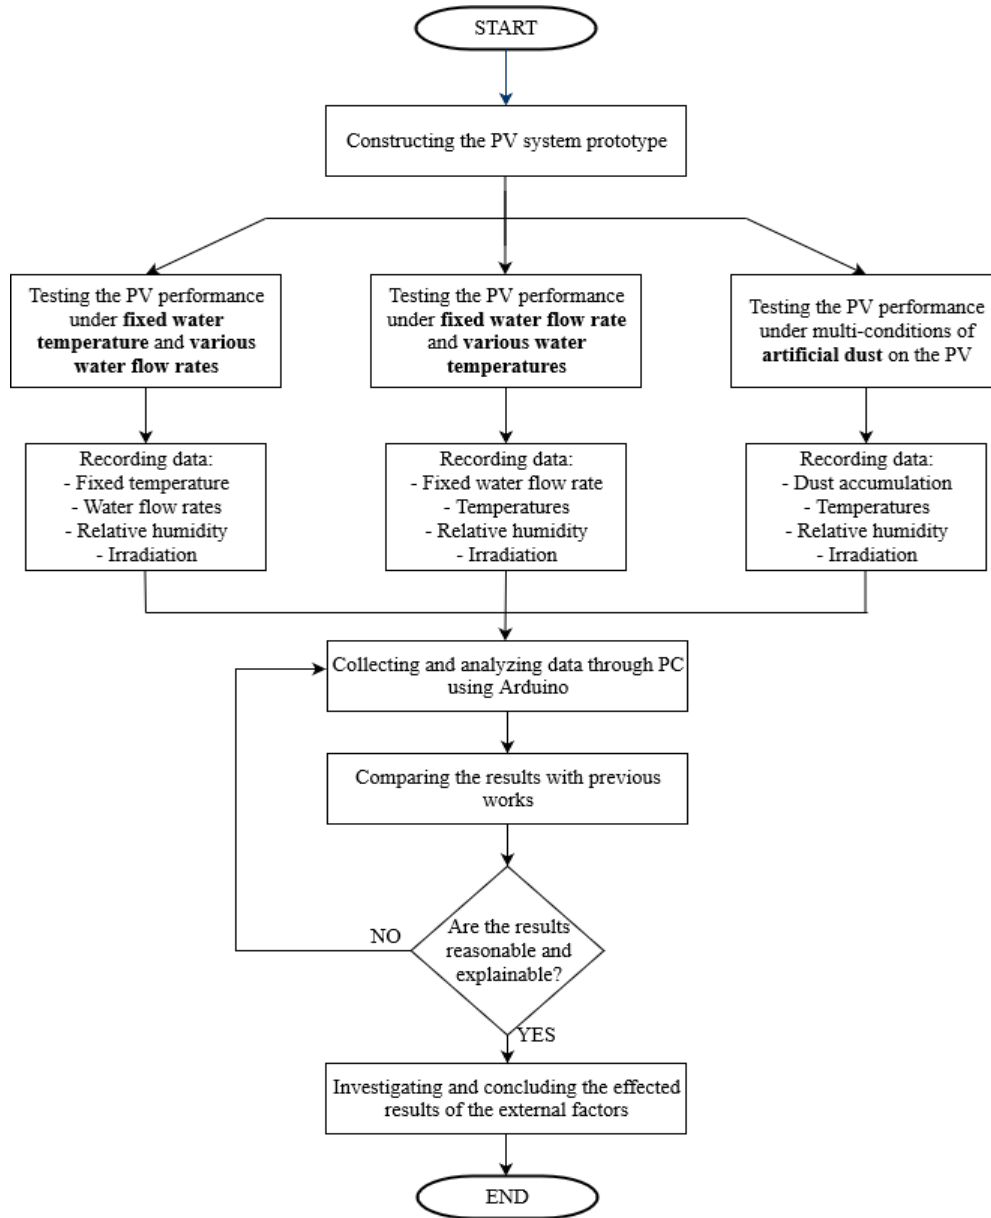 START
Constructing the PV system prototype
Testing the PV performance
under fixed water
temperature and various
water flow rates
Testing the PV performance
under fixed water flow rate
and various water
temperatures
Testing the PV performance
under multi-conditions of
artificial dust on the PV
Recording data:
- Fixed temperature
- Water flow rates
- Relative humidity
- Irradiation
Recording data:
- Fixed water flow rate
- Temperatures
- Relative humidity
- Irradiation
Recording data:
- Dust accumulation
- Temperatures
- Relative humidity
- Irradiation
Collecting and analyzing data through PC
using Arduino
Comparing the results with previous
works
Are the results
reasonable and
explainable?
NO
YES
Investigating and concluding the effected
results of the external factors
END